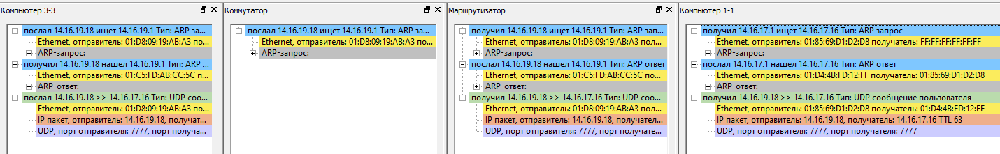 Компьютер 3-3
послал 14.16.19.18 ищет 14.16.19.1 Тип: ARP за...
Ethernet, отправитель: 01:D8:09:19:AB:A3 по...
ARP-запрос:
получил 14.16.19.18 нашел 14.16.19.1 Тип: ARP ...
Ethernet, отправитель: 01:C5:FD:AB:CC:5C п...
ARP-ответ:
послал 14.16.19.18 >> 14.16.17.16 Тип: UDP соо...
Ethernet, отправитель: 01:D8:09:19:AB:A3 по...
IP пакет, отправитель: 14.16.19.18, получат...
UDP, порт отправителя: 7777, порт получа...
Коммутатор
послал 14.16.19.18 ищет 14.16.19.1 Тип: ARP за...
Ethernet, отправитель: 01:D8:09:19:AB:A3 по...
ARP-запрос:
Маршрутизатор
получил 14.16.19.18 ищет 14.16.19.1 Тип: ARP зап...
Ethernet, отправитель: 01:D8:09:19:AB:A3 пол...
ARP-запрос:
послал 14.16.19.18 нашел 14.16.19.1 Тип: ARP ответ
Ethernet, отправитель: 01:C5:FD:AB:CC:5C пол...
ARP-ответ:
получил 14.16.19.18 >> 14.16.17.16 Тип: UDP соо...
Ethernet, отправитель: 01:D8:09:19:AB:A3 пол...
IP пакет, отправитель: 14.16.19.18, получате...
UDP, порт отправителя: 7777, порт получате...
Компьютер 1-1
получил 14.16.17.1 ищет 14.16.17.16 Тип: ARP запрос
Ethernet, отправитель: 01:85:69:D1:D2:D8 получатель: FF:FF:FF:FF:FF:FF
ARP-запрос:
послал 14.16.17.1 нашел 14.16.17.16 Тип: ARP ответ
Ethernet, отправитель: 01:D4:4B:FD:12:FF получатель: 01:85:69:D1:D2:D8
ARP-ответ:
получил 14.16.19.18 >> 14.16.17.16 Тип: UDP сообщение пользователя
Ethernet, отправитель: 01:85:69:D1:D2:D8 получатель: 01:D4:4B:FD:12:FF
IP пакет, отправитель: 14.16.19.18, получатель: 14.16.17.16 TTL 63
UDP, порт отправителя: 7777, порт получателя: 7777